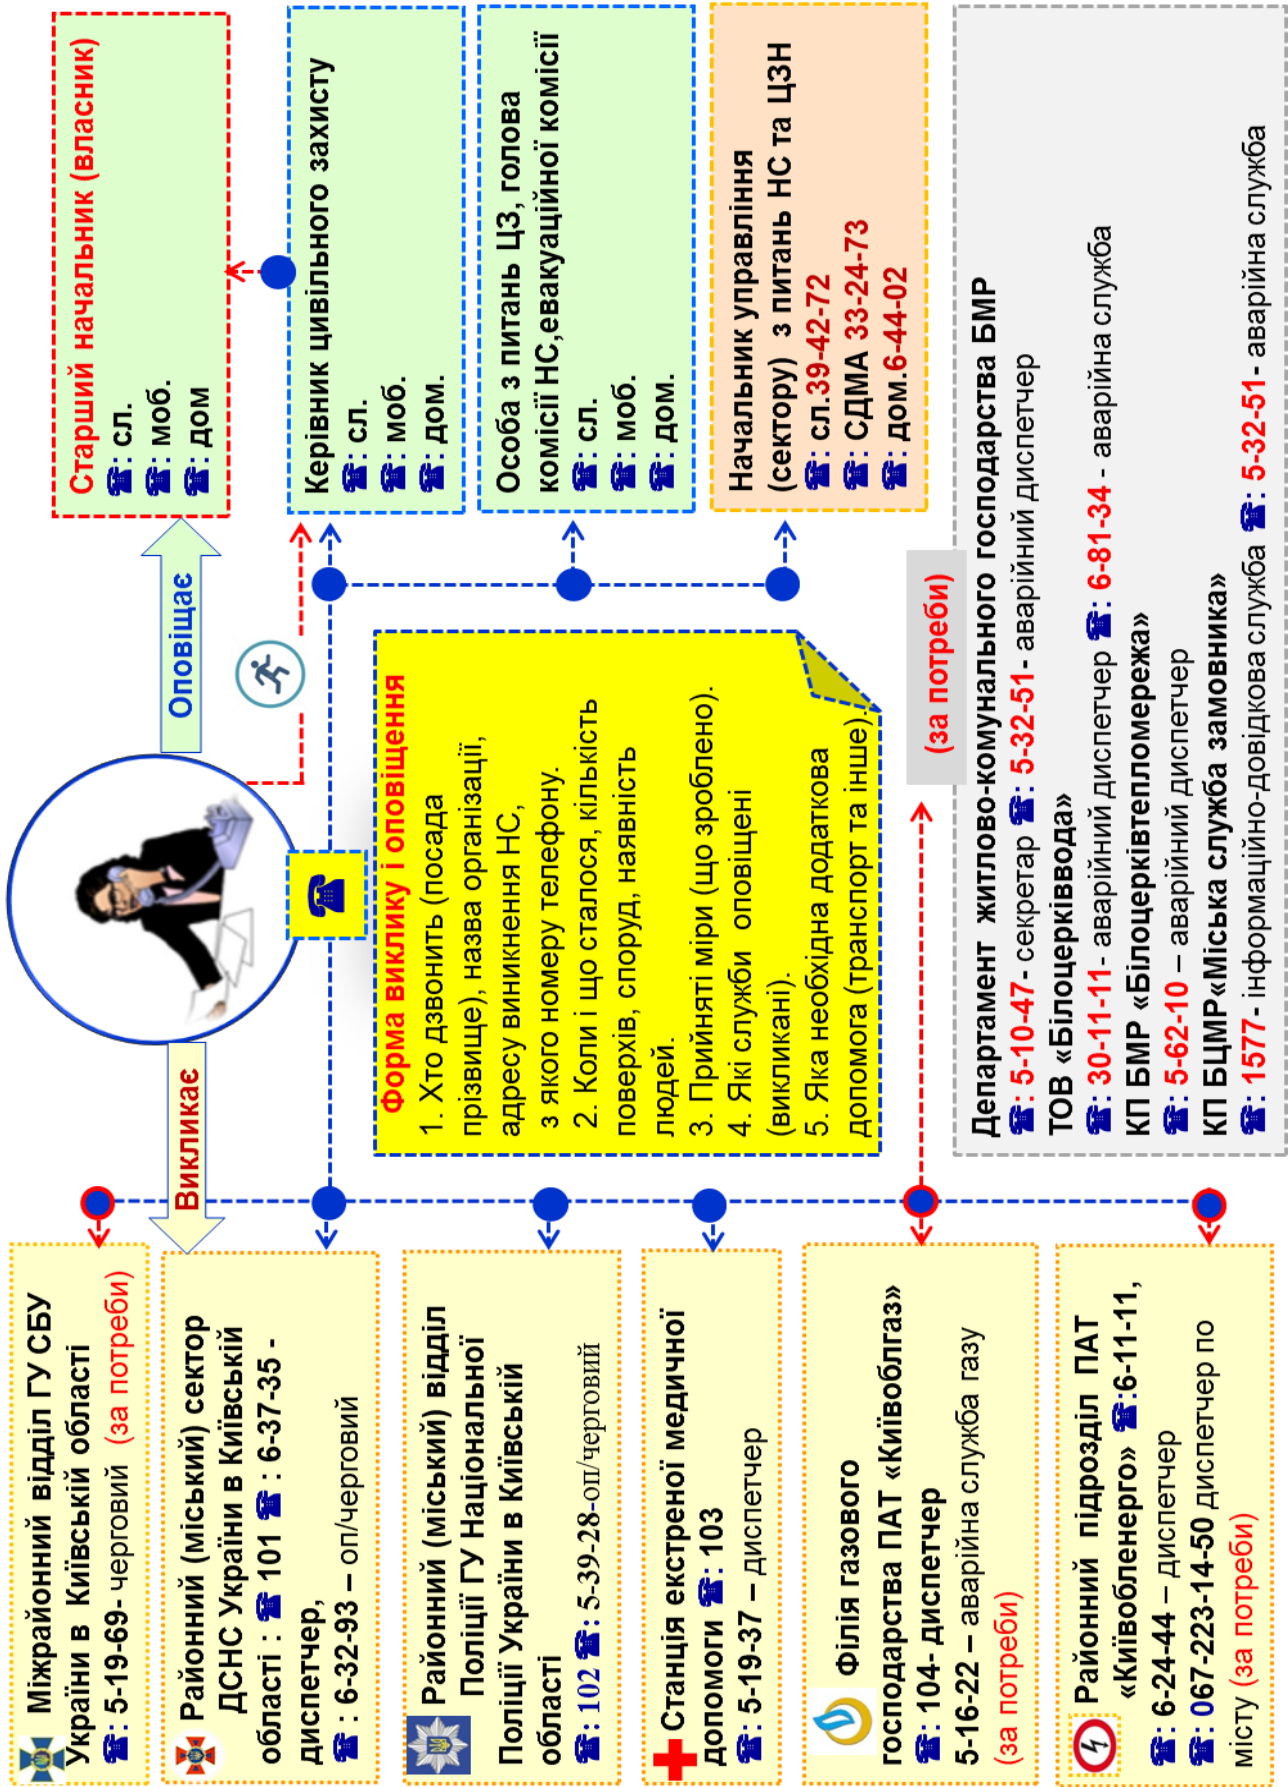 Міжрайонний відділ ГУ СБУ
України в Київській області
☎: 5-19-69- черговий (за потреби)
Районний (міський) сектор
ДСНС України в Київській
області : ☎ 101 ☎ : 6-37-35 -
диспетчер,
☎ : 6-32-93 – оп/черговий
Районний (міський) відділ
Поліції ГУ Національної
Поліції України в Київській
області
☎: 102 ☎: 5-39-28-оп/черговий
Станція екстреної медичної
допомоги ☎: 103
☎: 5-19-37 – диспетчер
Філія газового
господарства ПАТ «Київоблгаз»
☎: 104- диспетчер
5-16-22 – аварійна служба газу
(за потреби)
Районний підрозділ ПАТ
«Київобленерго» ☎:6-11-11,
☎: 6-24-44 – диспетчер
☎: 067-223-14-50 диспетчер по
місту (за потреби)
Викликає
Оповіщає
☎
Форма виклику і оповіщення
1. Хто дзвонить (посада
прізвище), назва організації,
адресу виникнення НС,
з якого номеру телефону.
2. Коли і що сталося, кількість
поверхів, споруд, наявність
людей.
3. Прийняті міри (що зроблено).
4. Які служби оповіщені
(викликані).
5. Яка необхідна додаткова
допомога (транспорт та інше).
Старший начальник (власник)
☎: сл.
☎: моб.
☎: дом
Керівник цивільного захисту
☎: сл.
☎: моб.
☎: дом.
Особа з питань ЦЗ, голова
комісії НС,евакуаційної комісії
☎: сл.
☎: моб.
☎: дом.
Начальник управління
(сектору) з питань НС та ЦЗН
☎: сл.39-42-72
☎: СДМА 33-24-73
☎: дом.6-44-02
(за потреби)
Департамент житлово-комунального господарства БМР
☎: 5-10-47- секретар ☎: 5-32-51- аварійний диспетчер
ТОВ «Білоцерківвода»
☎: 30-11-11- аварійний диспетчер ☎: 6-81-34 - аварійна служба
КП БМР «Білоцерківтепломережа»
☎: 5-62-10 – аварійний диспетчер
КП БЦМР«Міська служба замовника»
☎: 1577- інформаційно-довідкова служба ☎: 5-32-51- аварійна служба